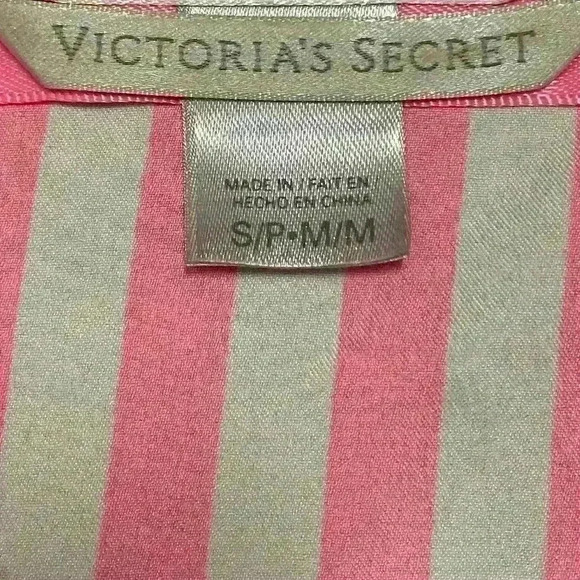 VICTORIA'S SECRET
MADE IN / FAIT EN
HECHO EN CHINA
S/P•M/M